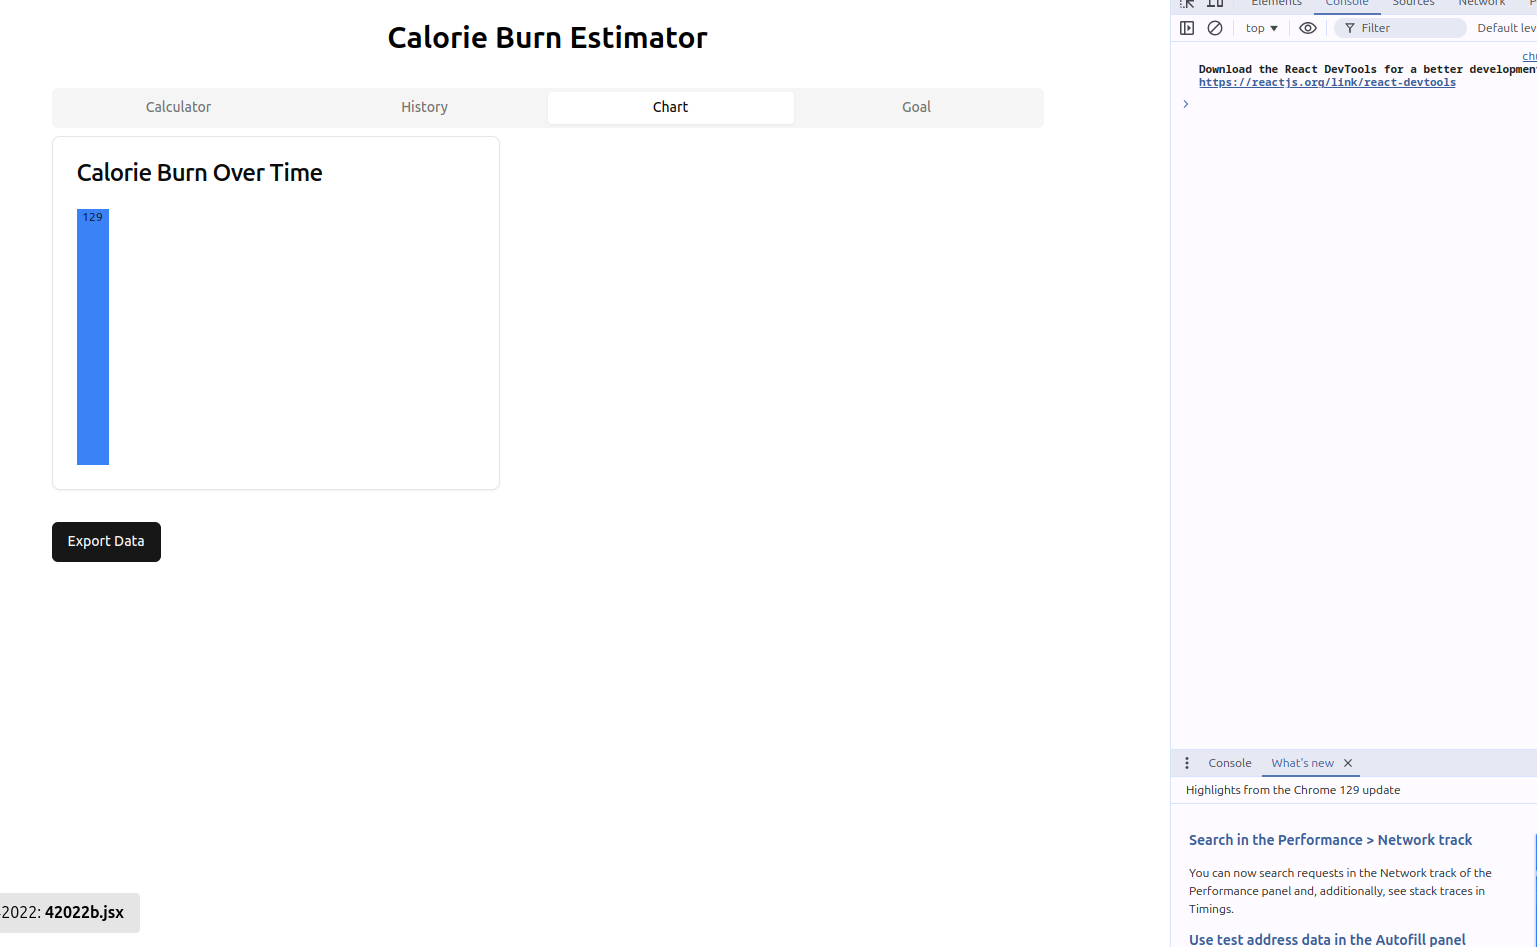 Calorie Burn Estimator
Calculator History Chart Goal
Calorie Burn Over Time
129
Export Data
2022: 42022b.jsx
Elements Console Sources Network
top Filter Default lev
Download the React DevTools for a better developmen
https://reactjs.org/link/react-devtools
Console What's new
Highlights from the Chrome 129 update
Search in the Performance > Network track
You can now search requests in the Network track of the
Performance panel and, additionally, see stack traces in
Timings.
Use test address data in the Autofill panel